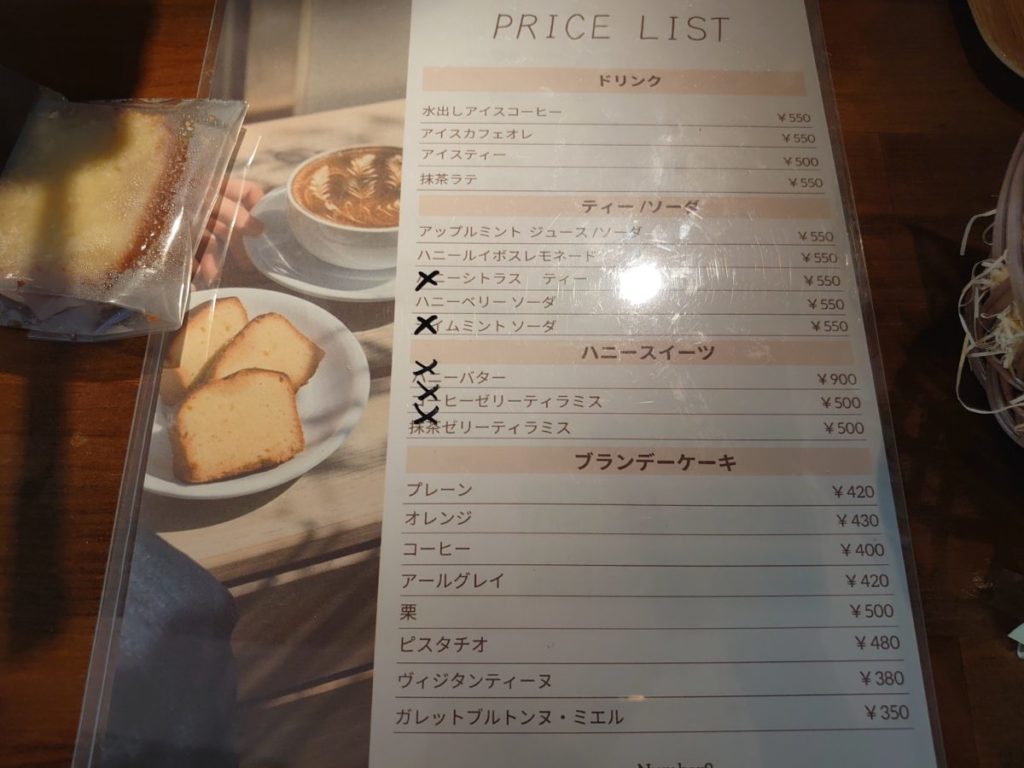 PRICE LIST
ドリンク
水出しアイスコーヒー ¥550
アイスカフェオレ ¥550
アイスティー ¥500
抹茶ラテ ¥550
ティー/ソーダ
アップルミント ジュース/ソーダ ¥550
ハニールイボスレモネード ¥550
ニーシトラス ティー ¥550
ハニーベリーソーダ ¥550
イムミントソーダ ¥550
ハニースイーツ
ハニーバター ¥900
コーヒーゼリーティラミス ¥500
抹茶ゼリーティラミス ¥500
ブランデーケーキ
プレーン ¥420
オレンジ ¥430
コーヒー ¥400
アールグレイ ¥420
栗 ¥500
ピスタチオ ¥480
ヴィジタンティーヌ ¥380
ガレットブルトンヌ・ミエル ¥350